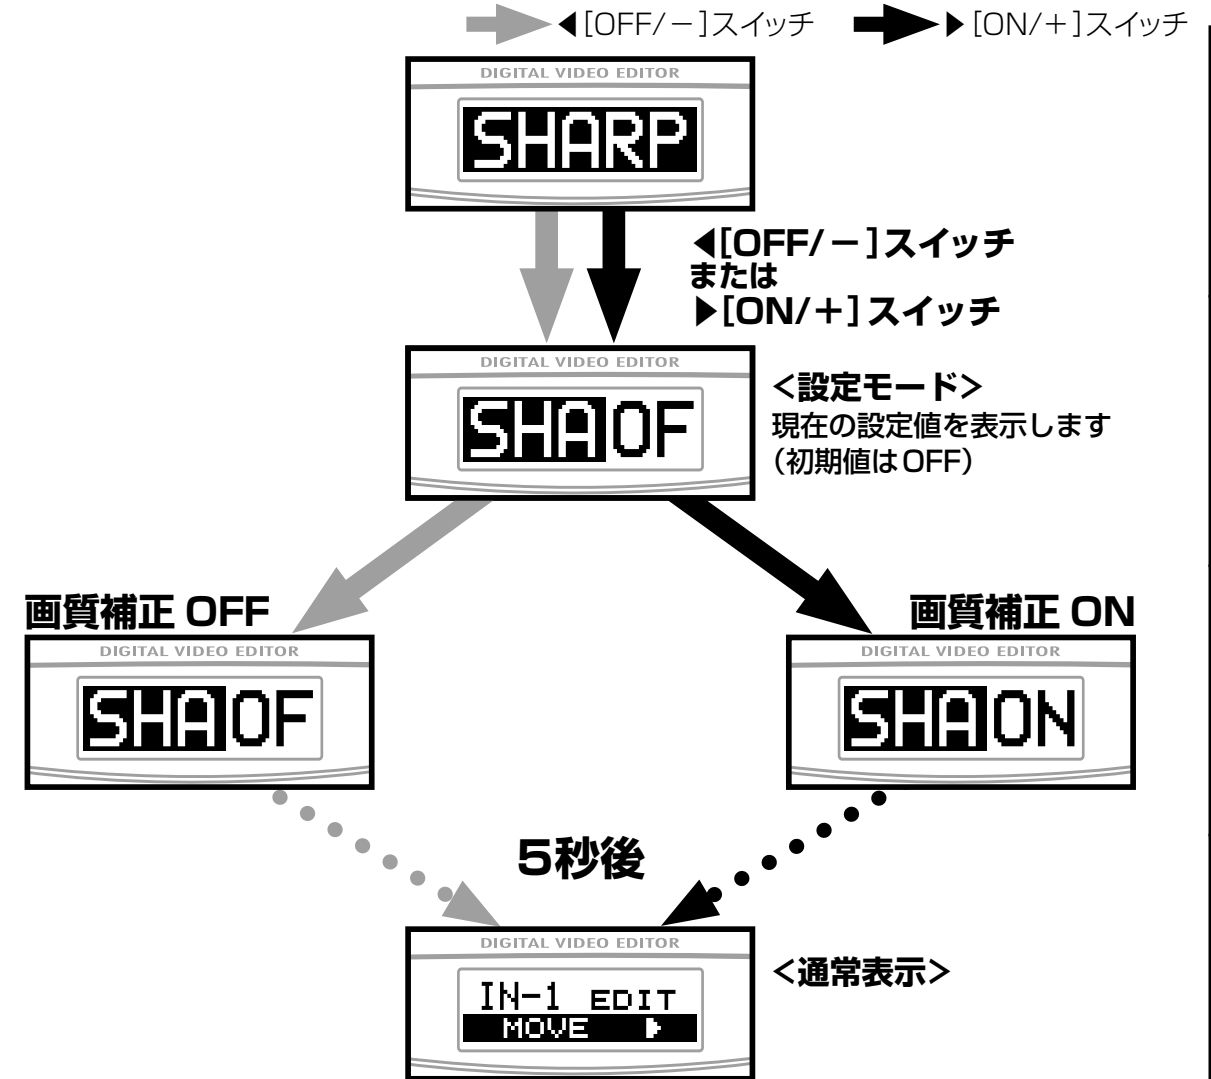 ◀[OFF/－]スイッチ ▶[ON/＋]スイッチ
DIGITAL VIDEO EDITOR
SHARP
◀[OFF/－]スイッチ
または
▶[ON/＋]スイッチ
DIGITAL VIDEO EDITOR
SHAOF
＜設定モード＞
現在の設定値を表示します
（初期値はOFF）
画質補正 OFF
DIGITAL VIDEO EDITOR
SHAOF
画質補正 ON
DIGITAL VIDEO EDITOR
SHAON
5秒後
DIGITAL VIDEO EDITOR
IN-1 EDIT
MOVE ▶
＜通常表示＞